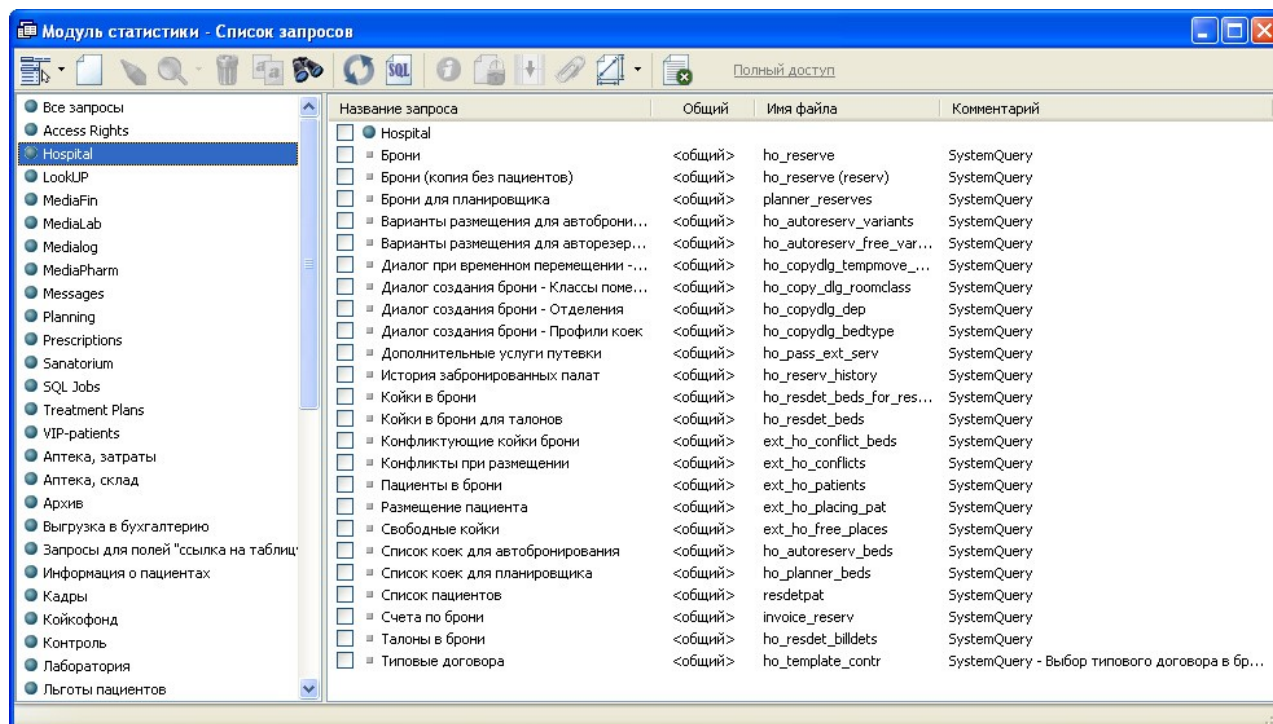 Модуль статистики - Список запросов
SQL
Полный доступ
Все запросы
Access Rights
Hospital
LookUP
MediaFin
MediaLab
Medialog
MediaPharm
Messages
Planning
Prescriptions
Sanatorium
SQL Jobs
Treatment Plans
VIP-patients
Аптека, затраты
Аптека, склад
Архив
Выгрузка в бухгалтерию
Запросы для полей "ссылка на таблиц
Информация о пациентах
Кадры
Койкофонд
Контроль
Лаборатория
Льготы пациентов
Название запроса Общий Имя файла Комментарий
Hospital
Брони <общий> ho_reserve SystemQuery
Брони (копия без пациентов) <общий> ho_reserve (reserv) SystemQuery
Брони для планировщика <общий> planner_reserves SystemQuery
Варианты размещения для автоброни... <общий> ho_autoreserv_variants SystemQuery
Варианты размещения для авторезер... <общий> ho_autoreserv_free_var... SystemQuery
Диалог при временном перемещении -... <общий> ho_copydlg_tempmove_... SystemQuery
Диалог создания брони - Классы поме... <общий> ho_copy_dlg_roomclass SystemQuery
Диалог создания брони - Отделения <общий> ho_copydlg_dep SystemQuery
Диалог создания брони - Профили коек <общий> ho_copydlg_bedtype SystemQuery
Дополнительные услуги путевки <общий> ho_pass_ext_serv SystemQuery
История забронированных палат <общий> ho_reserv_history SystemQuery
Койки в брони <общий> ho_resdet_beds_for_res... SystemQuery
Койки в брони для талонов <общий> ho_resdet_beds SystemQuery
Конфликтующие койки брони <общий> ext_ho_conflict_beds SystemQuery
Конфликты при размещении <общий> ext_ho_conflicts SystemQuery
Пациенты в брони <общий> ext_ho_patients SystemQuery
Размещение пациента <общий> ext_ho_placing_pat SystemQuery
Свободные койки <общий> ext_ho_free_places SystemQuery
Список коек для автобронирования <общий> ho_autoreserv_beds SystemQuery
Список коек для планировщика <общий> ho_planner_beds SystemQuery
Список пациентов <общий> resdetpat SystemQuery
Счета по брони <общий> invoice_reserv SystemQuery
Талоны в брони <общий> ho_resdet_billdets SystemQuery
Типовые договора <общий> ho_template_contr SystemQuery - Выбор типового договора в бр...